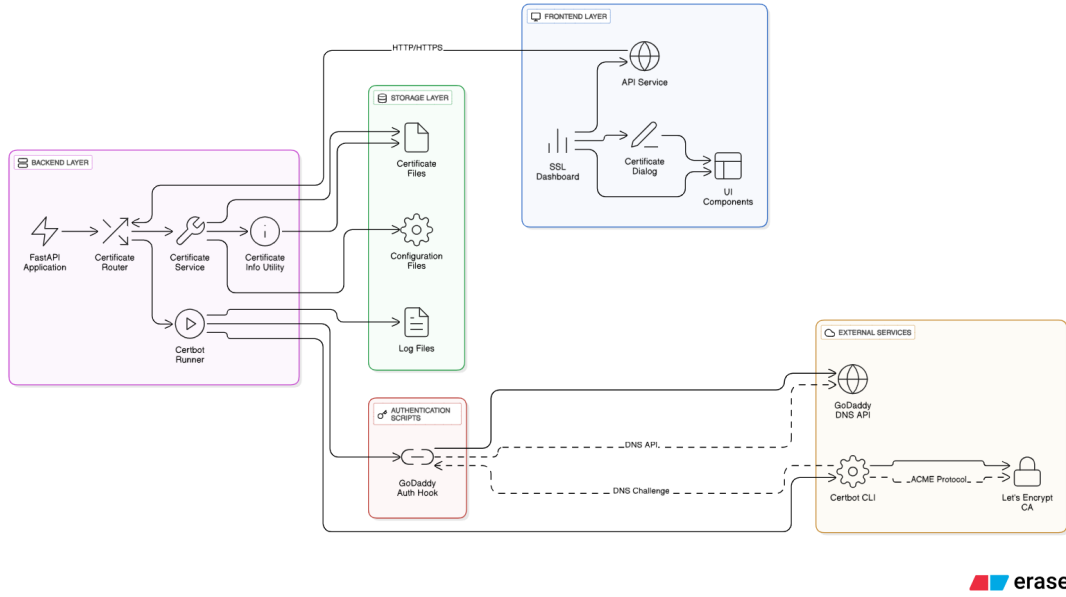 FRONTEND LAYER
HTTP/HTTPS
API Service
STORAGE LAYER
Certificate
Files
SSL
Dashboard
Certificate
Dialog
UI
Components
BACKEND LAYER
FastAPI
Application
Certificate
Router
Certificate
Service
Certificate
Info Utility
Configuration
Files
Certbot
Runner
Log Files
EXTERNAL SERVICES
GoDaddy
DNS API
AUTHENTICATION
SCRIPTS
DNS API
GoDaddy
Auth Hook
DNS Challenge
Certbot CLI
ACME Protocol
Let's Encrypt
CA
erase